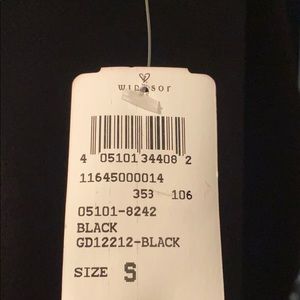 WINDSOR
4 05101 34408 2
11645000014
353 106
05101-8242
BLACK
GD12212-BLACK
SIZE S